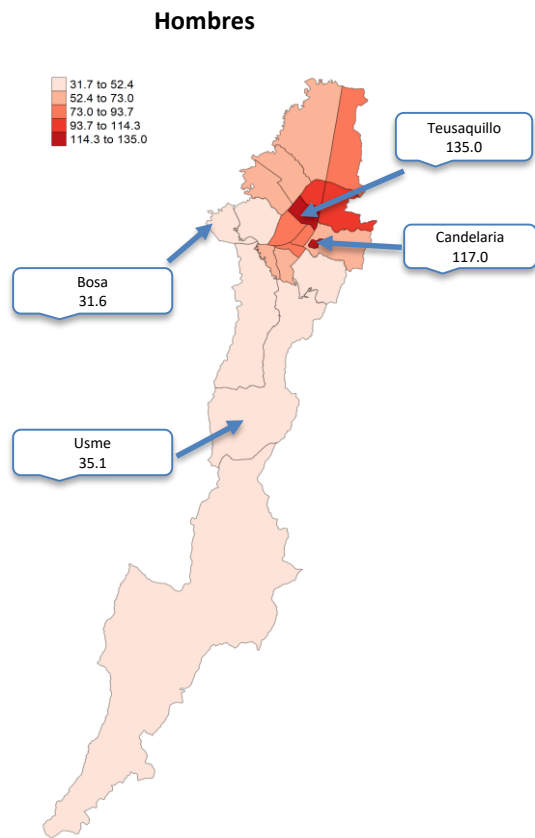 Hombres
31.7 to 52.4
52.4 to 73.0
73.0 to 93.7
93.7 to 114.3
114.3 to 135.0
Teusaquillo
135.0
Candelaria
117.0
Bosa
31.6
Usme
35.1